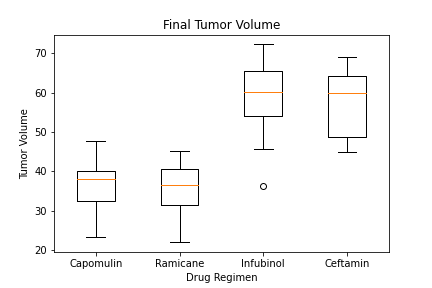 Final Tumor Volume
Tumor Volume
70
60
50
40
30
20
Capomulin Ramicane Infubinol Ceftamin
Drug Regimen